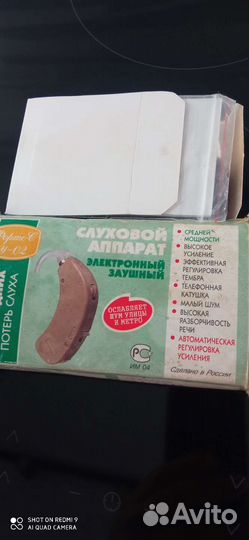 СЛУХОВОЙ
АППАРАТ
ЭЛЕКТРОННЫЙ
ЗАУШНЫЙ
ОСЛАБЛЯЕТ
ШУМ УЛИЦЫ
И МЕТРО
РС
ИМ 04
• СРЕДНЕЙ
МОЩНОСТИ
• ВЫСОКОЕ
УСИЛЕНИЕ
• ЭФФЕКТИВНАЯ
РЕГУЛИРОВКА
ТЕМБРА
• ТЕЛЕФОННАЯ
КАТУШКА
• МАЛЫЙ ШУМ
• ВЫСОКАЯ
РАЗБОРЧИВОСТЬ
РЕЧИ
• АВТОМАТИЧЕСКАЯ
РЕГУЛИРОВКА
УСИЛЕНИЯ
Сделано в России
ПОТЕРЬ СЛУХА
SHOT ON REDMI 9
AI QUAD CAMERA
Avito